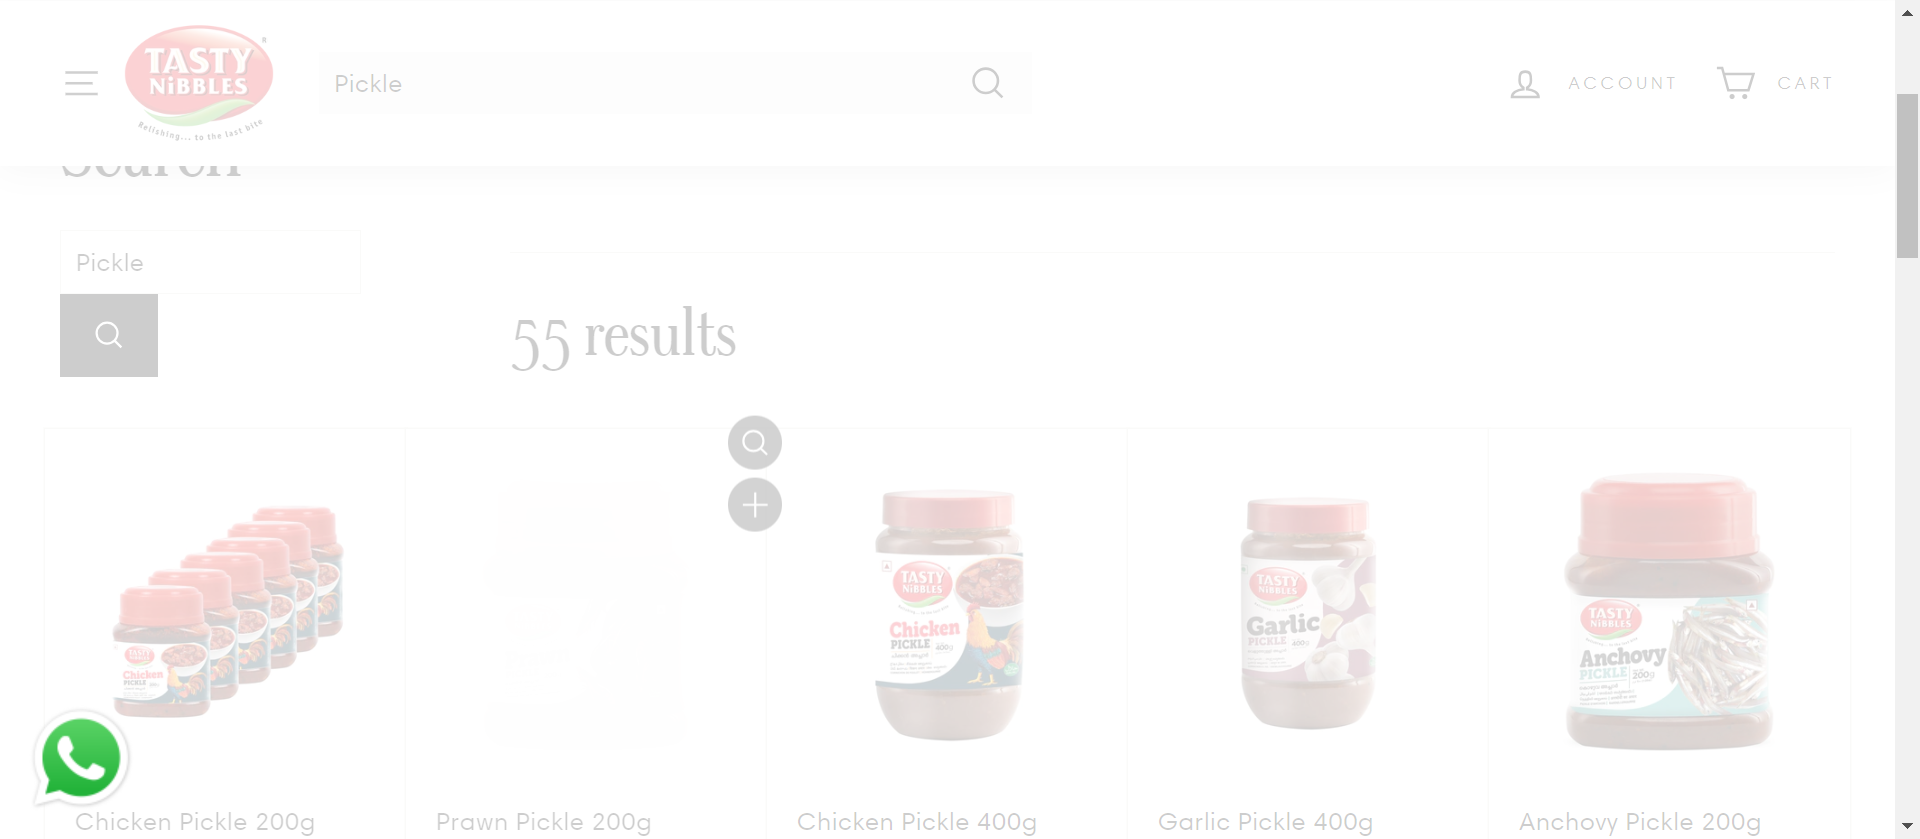 TASTY
NiBBLES
Relishing... to the last bite
Pickle
ACCOUNT
CART
Search
Pickle
55 results
TASTY
NiBBLES
Chicken
PICKLE
TASTY
NiBBLES
Chicken
PICKLE
400g
TASTY
NiBBLES
Garlic
PICKLE
400g
TASTY
NiBBLES
Anchovy
PICKLE
200g
Chicken Pickle 200g
Prawn Pickle 200g
Chicken Pickle 400g
Garlic Pickle 400g
Anchovy Pickle 200g